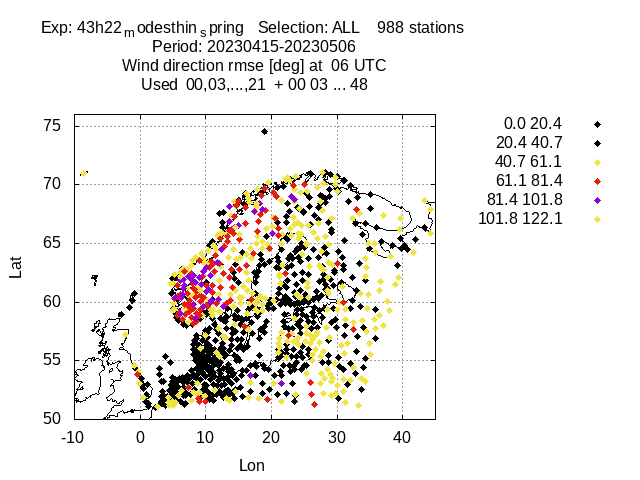 Exp: 43h22modesthinspring   Selection: ALL    988 stations
Period: 20230415-20230506
Wind direction rmse [deg] at  06 UTC
Used  00,03,...,21  + 00 03 ... 48
0.0 20.4
20.4 40.7
40.7 61.1
61.1 81.4
81.4 101.8
101.8 122.1
Lat
75
70
65
60
55
50
-10 0 10 20 30 40
Lon